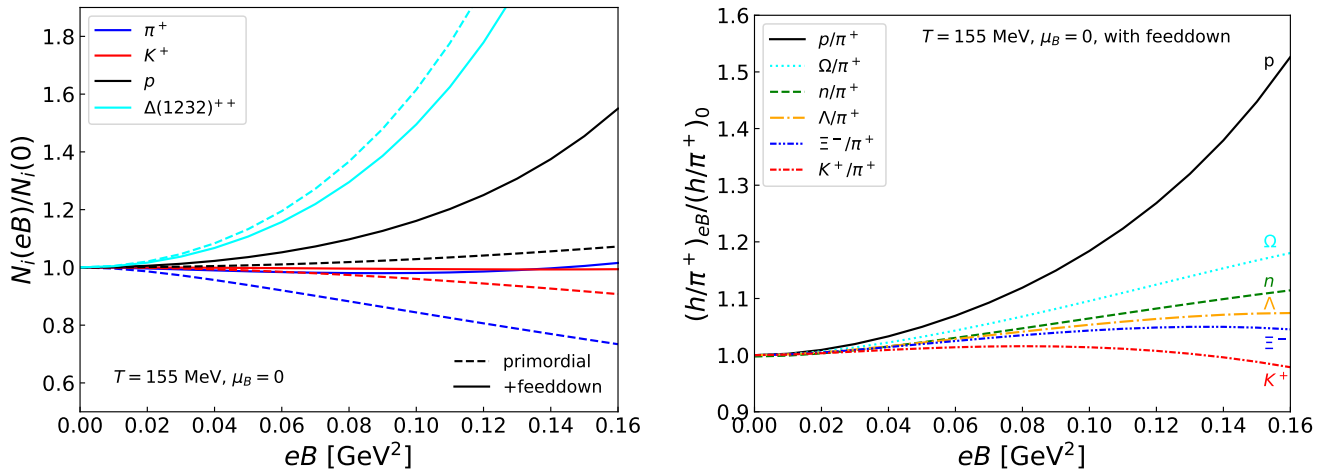 1.8
1.6
1.4
1.2
1.0
0.8
0.6
N_i(eB)/N_i(0)
π⁺
K⁺
p
Δ(1232)⁺⁺
primordial
+feeddown
T = 155 MeV, μ_B = 0
0.00 0.02 0.04 0.06 0.08 0.10 0.12 0.14 0.16
eB [GeV²]
1.6
1.5
1.4
1.3
1.2
1.1
1.0
0.9
(h/π⁺)_{eB}/(h/π⁺)_0
p/π⁺
Ω/π⁺
n/π⁺
Λ/π⁺
Ξ⁻/π⁺
K⁺/π⁺
T = 155 MeV, μ_B = 0, with feeddown
p
Ω
n
Λ
Ξ⁻
K⁺
0.00 0.02 0.04 0.06 0.08 0.10 0.12 0.14 0.16
eB [GeV²]